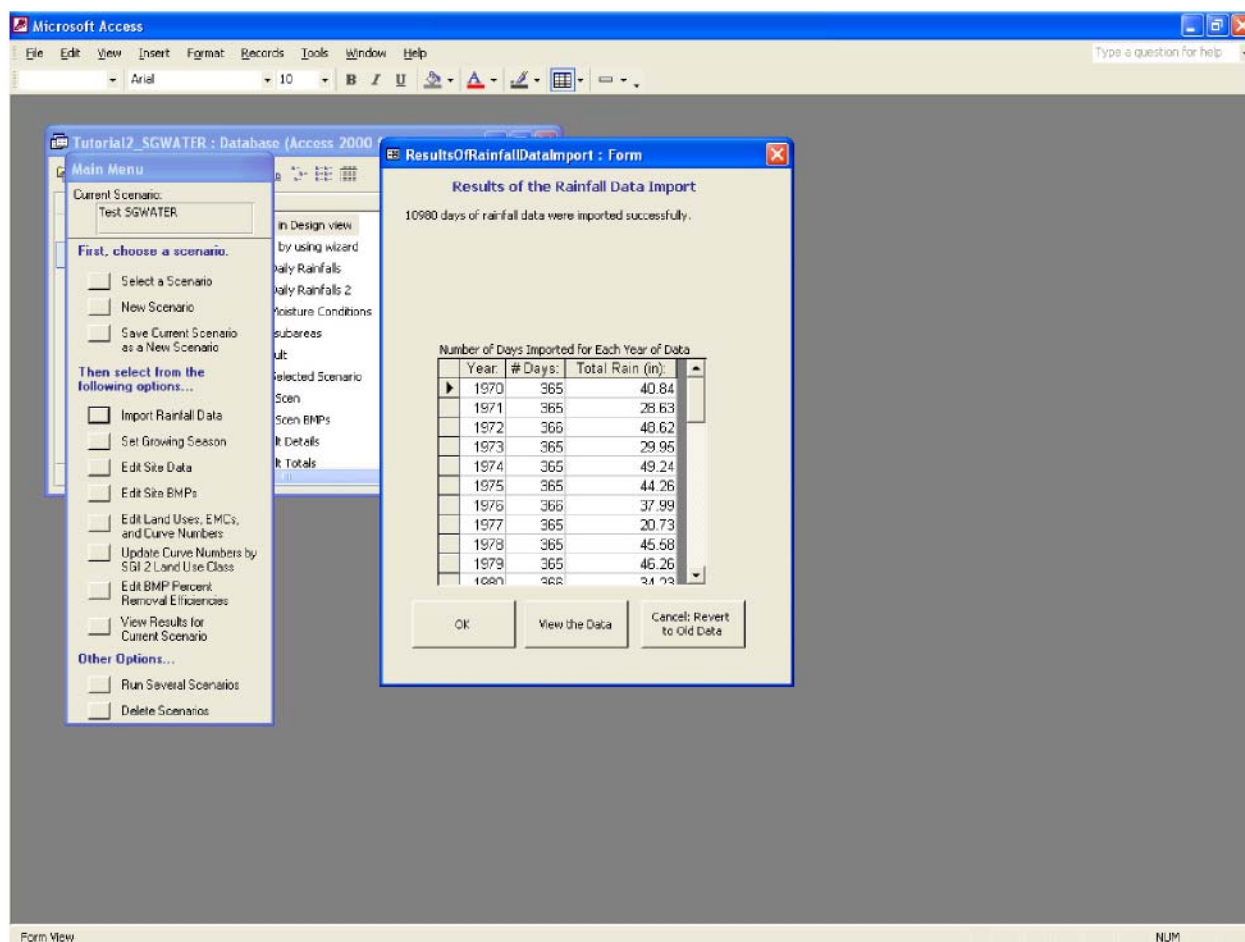 Microsoft Access
File Edit View Insert Format Records Tools Window Help
Type a question for help
Arial 10 B I U A
Tutorial2_SGWATER : Database (Access 2000
in Design view
by using wizard
Daily Rainfalls
Daily Rainfalls 2
Moisture Conditions
subareas
ult
Selected Scenario
Scen
Scen BMPs
lt Details
lt Totals
Main Menu
Current Scenario:
Test SGWATER
First, choose a scenario.
Select a Scenario
New Scenario
Save Current Scenario
as a New Scenario
Then select from the
following options...
Import Rainfall Data
Set Growing Season
Edit Site Data
Edit Site BMPs
Edit Land Uses, EMCs,
and Curve Numbers
Update Curve Numbers by
SGI 2 Land Use Class
Edit BMP Percent
Removal Efficiencies
View Results for
Current Scenario
Other Options...
Run Several Scenarios
Delete Scenarios
ResultsOfRainfallDataImport : Form
Results of the Rainfall Data Import
10980 days of rainfall data were imported successfully.
Number of Days Imported for Each Year of Data
Year: # Days: Total Rain (in):
1970 365 40.84
1971 365 28.63
1972 366 48.62
1973 365 29.95
1974 365 49.24
1975 365 44.26
1976 366 37.99
1977 365 20.73
1978 365 45.58
1979 365 46.26
1980 366 34.23
OK
View the Data
Cancel: Revert
to Old Data
Form View
NUM